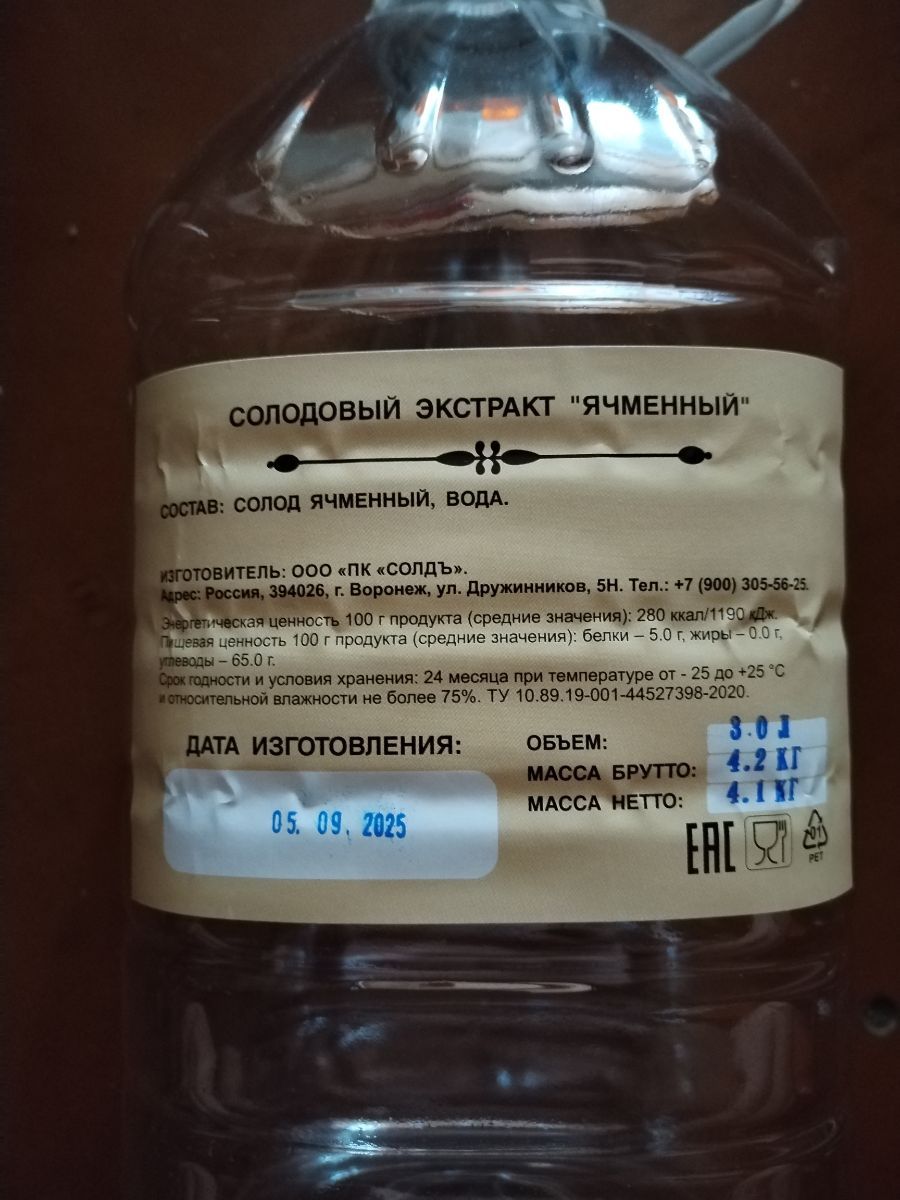 СОЛОДОВЫЙ ЭКСТРАКТ "ЯЧМЕННЫЙ"
СОСТАВ: СОЛОД ЯЧМЕННЫЙ, ВОДА.
ИЗГОТОВИТЕЛЬ: ООО «ПК «СОЛДЪ».
Адрес: Россия, 394026, г. Воронеж, ул. Дружинников, 5Н. Тел.: +7 (900) 305-56-25.
Энергетическая ценность 100 г продукта (средние значения): 280 ккал/1190 кДж.
Пищевая ценность 100 г продукта (средние значения): белки – 5.0 г, жиры – 0.0 г,
углеводы – 65.0 г.
Срок годности и условия хранения: 24 месяца при температуре от - 25 до +25 °С
и относительной влажности не более 75%. ТУ 10.89.19-001-44527398-2020.
ДАТА ИЗГОТОВЛЕНИЯ:
05. 09. 2025
ОБЪЕМ: 3.0 Л
МАССА БРУТТО: 4.2 КГ
МАССА НЕТТО: 4.1 КГ
EAC
01
PET